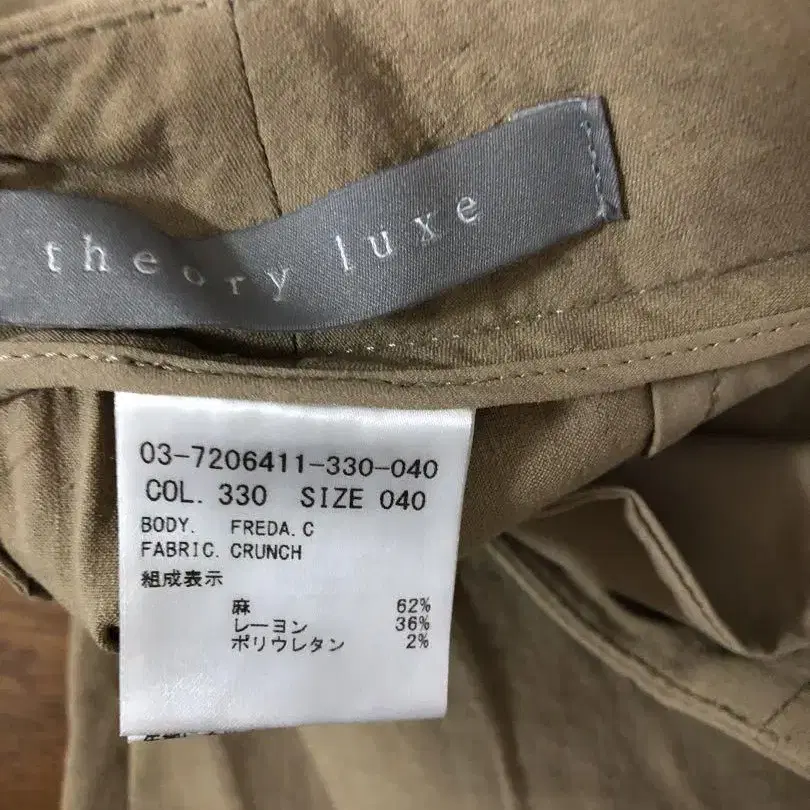 theory luxe
03-7206411-330-040
COL. 330 SIZE 040
BODY. FREDA.C
FABRIC. CRUNCH
組成表示
麻 62%
レーヨン 36%
ポリウレタン 2%